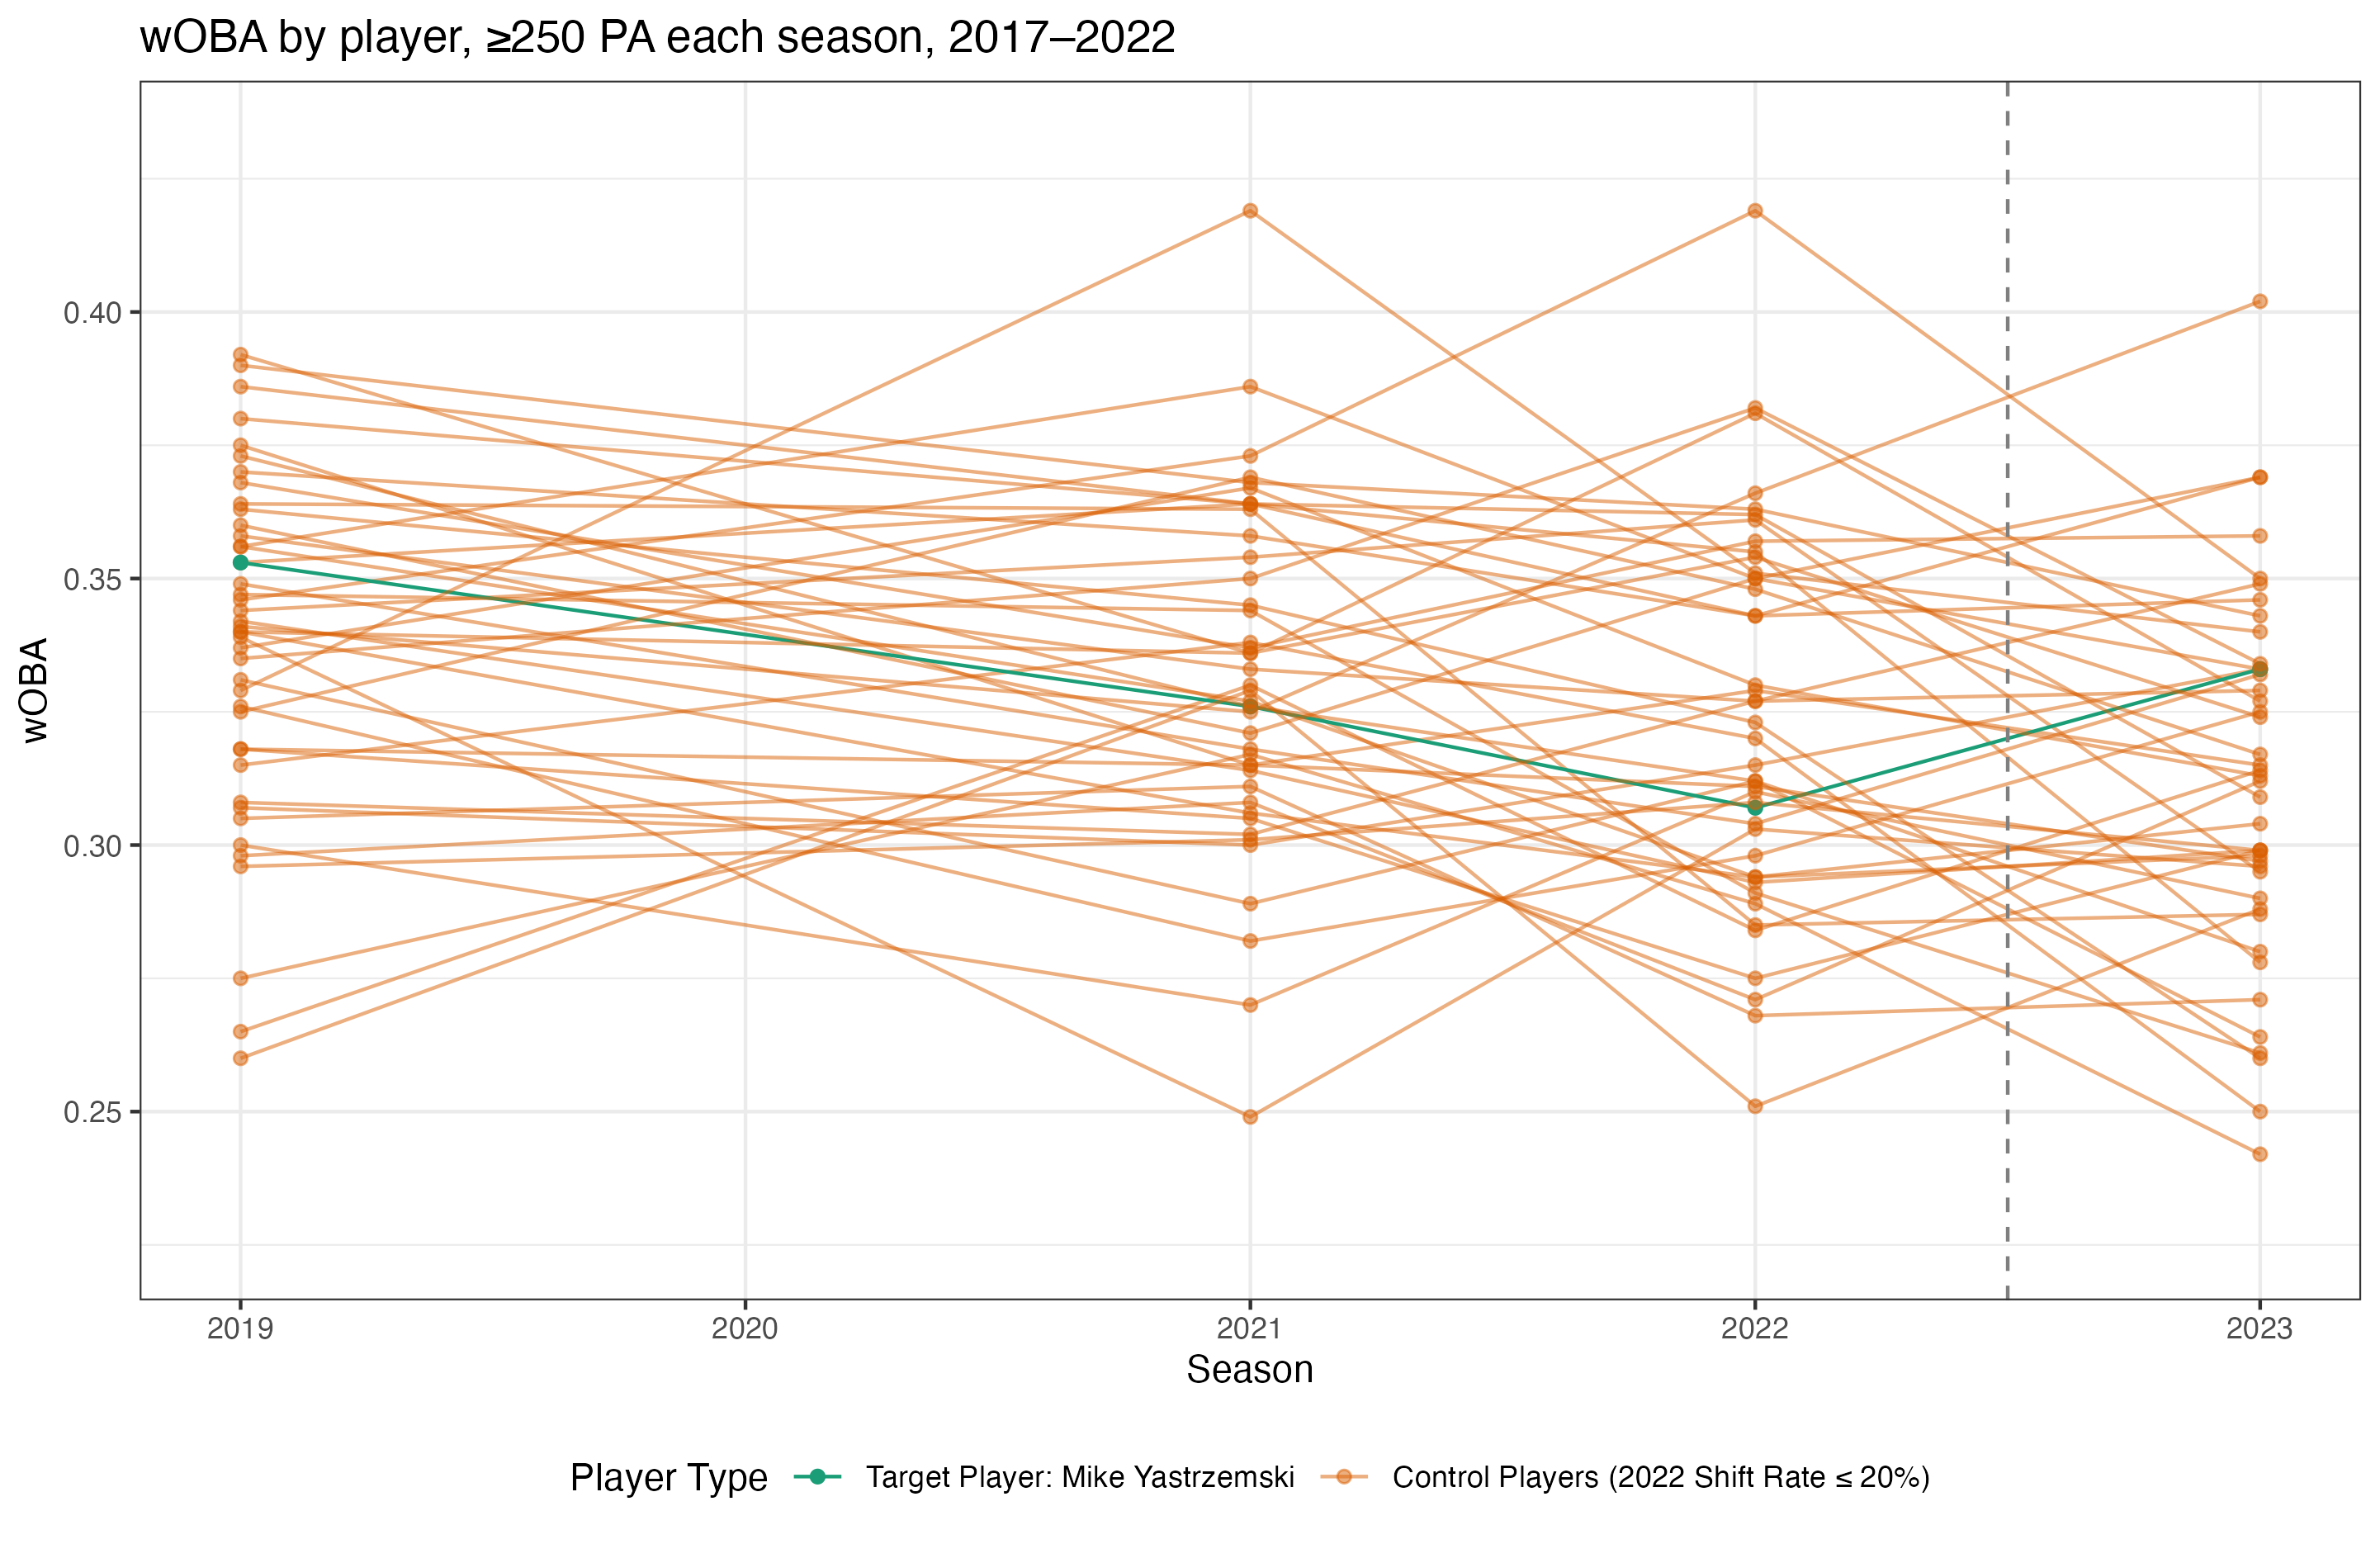 wOBA by player, ≥250 PA each season, 2017–2022
wOBA
0.40
0.35
0.30
0.25
2019 2020 2021 2022 2023
Season
Player Type Target Player: Mike Yastrzemski Control Players (2022 Shift Rate ≤ 20%)